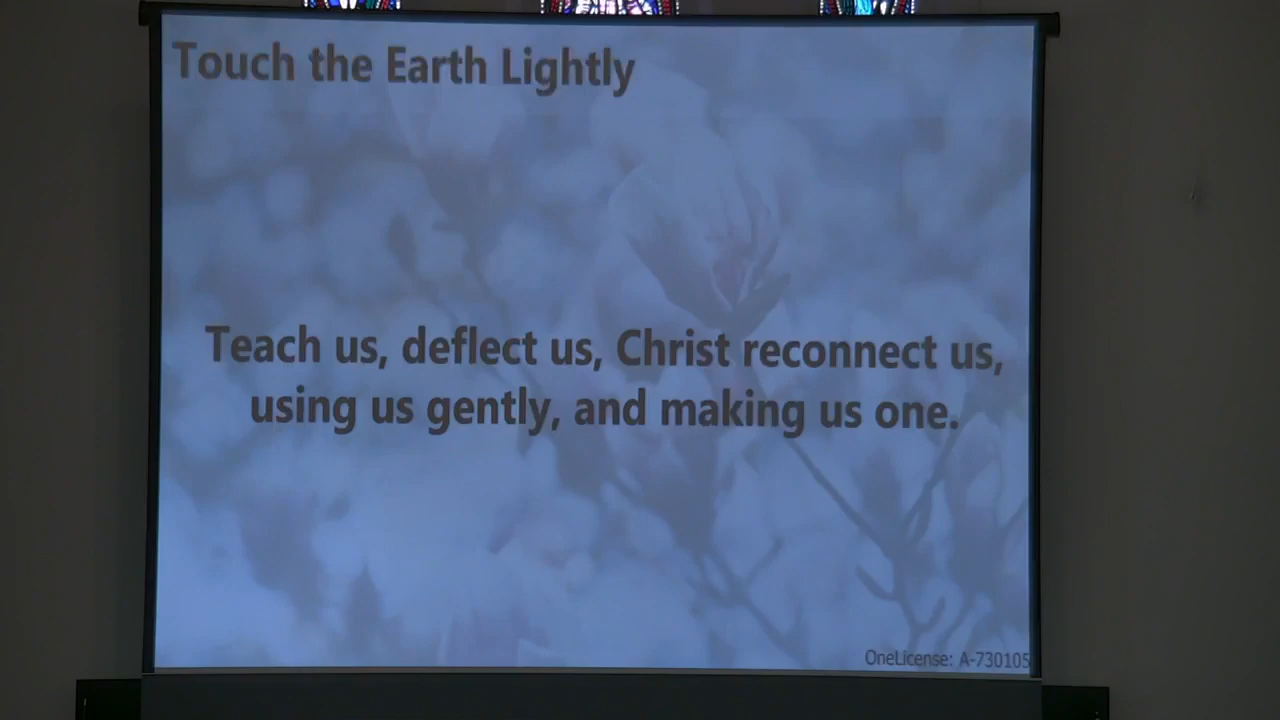 Touch the Earth Lightly
Teach us, deflect us, Christ reconnect us,
using us gently, and making us one.
OneLicense: A-730105